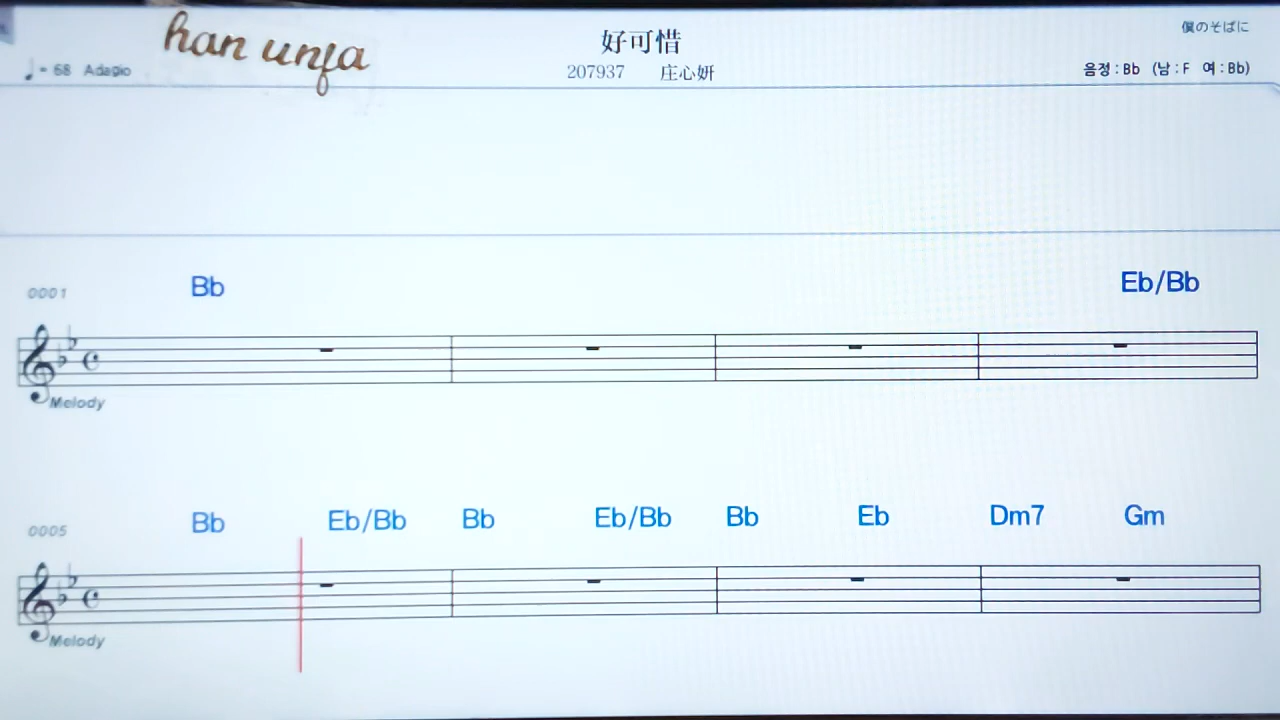 han unfa
好可惜
僕のそばに
♩= 68 Adagio
207937 庄心妍
음정 : Bb (남 : F 여 : Bb)
0001 Bb Eb/Bb
Melody
0005 Bb Eb/Bb Bb Eb/Bb Bb Eb Dm7 Gm
Melody